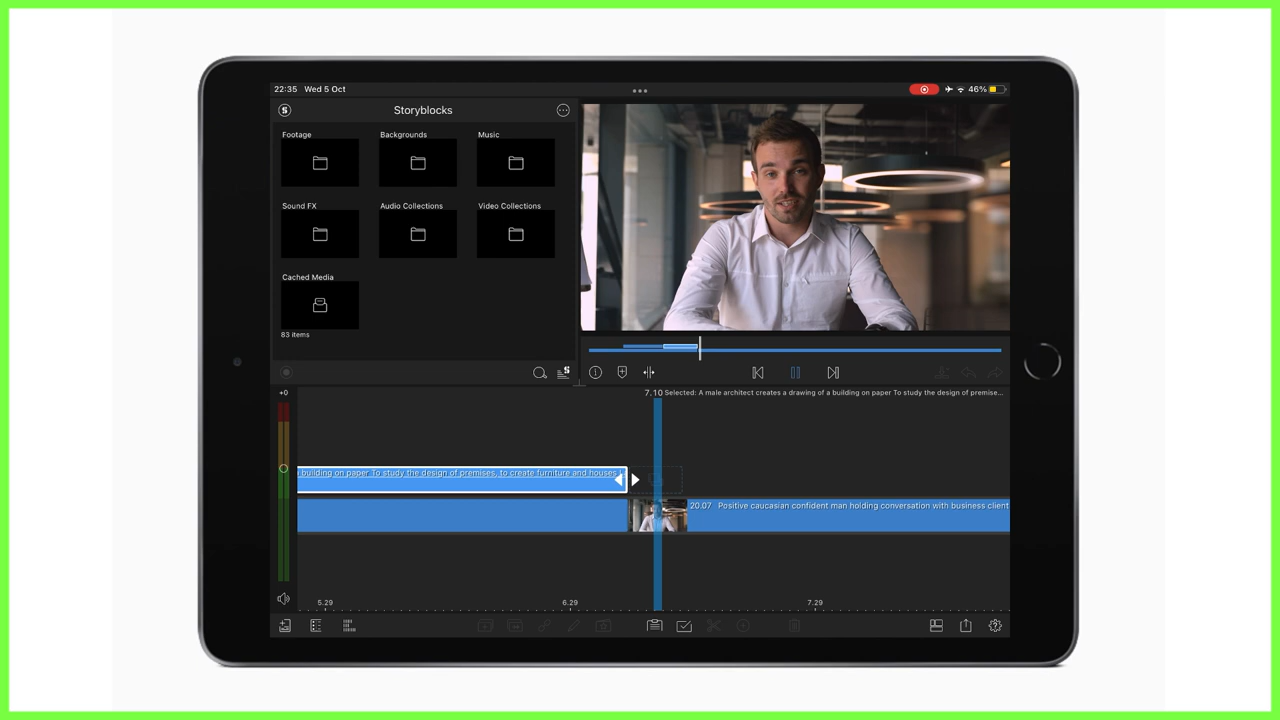 22:35 Wed 5 Oct
46%
S Storyblocks
Footage Backgrounds Music
Sound FX Audio Collections Video Collections
Cached Media
83 items
+0
7.10 Selected: A male architect creates a drawing of a building on paper To study the design of premise...
building on paper To study the design of premises, to create furniture and houses
20.07 Positive caucasian confident man holding conversation with business client
5.29 6.29 7.29